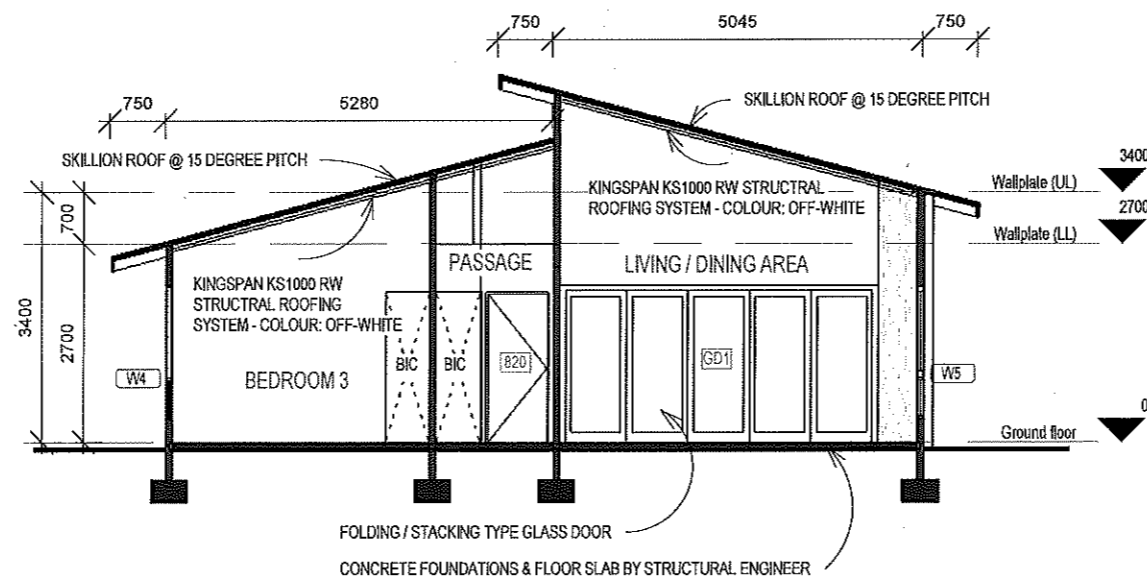 750
5045
750
750
5280
SKILLION ROOF @ 15 DEGREE PITCH
SKILLION ROOF @ 15 DEGREE PITCH
3400
Wallplate (UL)
KINGSPAN KS1000 RW STRUCTRAL
ROOFING SYSTEM - COLOUR: OFF-WHITE
2700
Wallplate (LL)
700
3400
2700
PASSAGE
LIVING / DINING AREA
KINGSPAN KS1000 RW
STRUCTRAL ROOFING
SYSTEM - COLOUR: OFF-WHITE
W4
BEDROOM 3
BIC
BIC
820
GD1
W5
0
Ground floor
FOLDING / STACKING TYPE GLASS DOOR
CONCRETE FOUNDATIONS & FLOOR SLAB BY STRUCTURAL ENGINEER